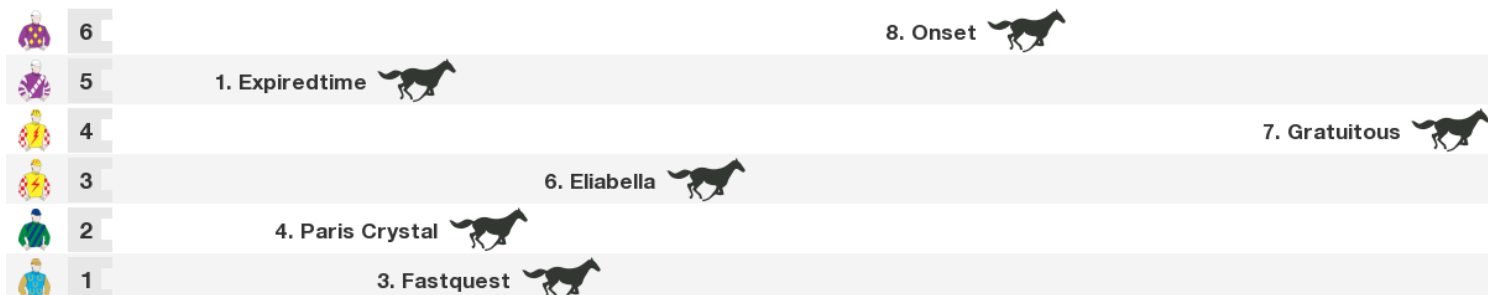 6 8. Onset
5 1. Expiredtime
4 7. Gratuitous
3 6. Eliabella
2 4. Paris Crystal
1 3. Fastquest